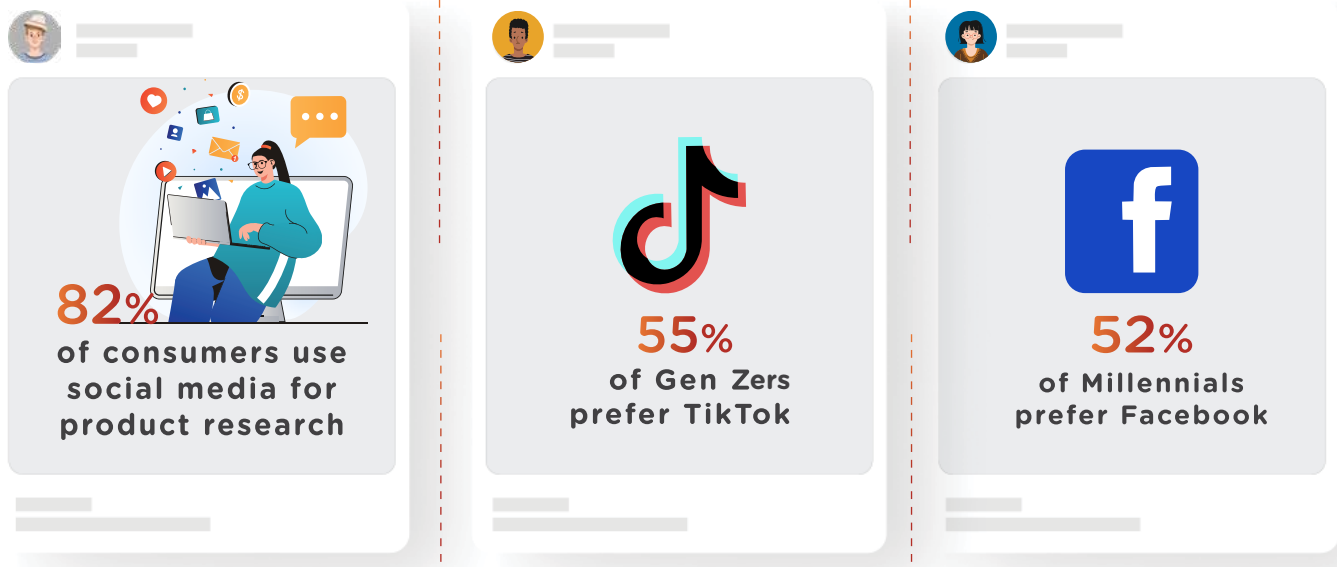 82%
of consumers use
social media for
product research
55%
of Gen Zers
prefer TikTok
52%
of Millennials
prefer Facebook